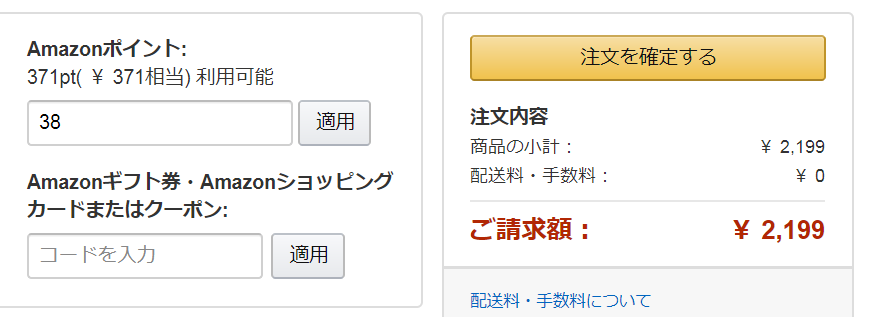 Amazonポイント:
371pt( ￥ 371相当) 利用可能
38
適用
Amazonギフト券・Amazonショッピング
カードまたはクーポン:
コードを入力
適用
注文を確定する
注文内容
商品の小計： ￥ 2,199
配送料・手数料： ￥ 0
ご請求額： ￥ 2,199
配送料・手数料について